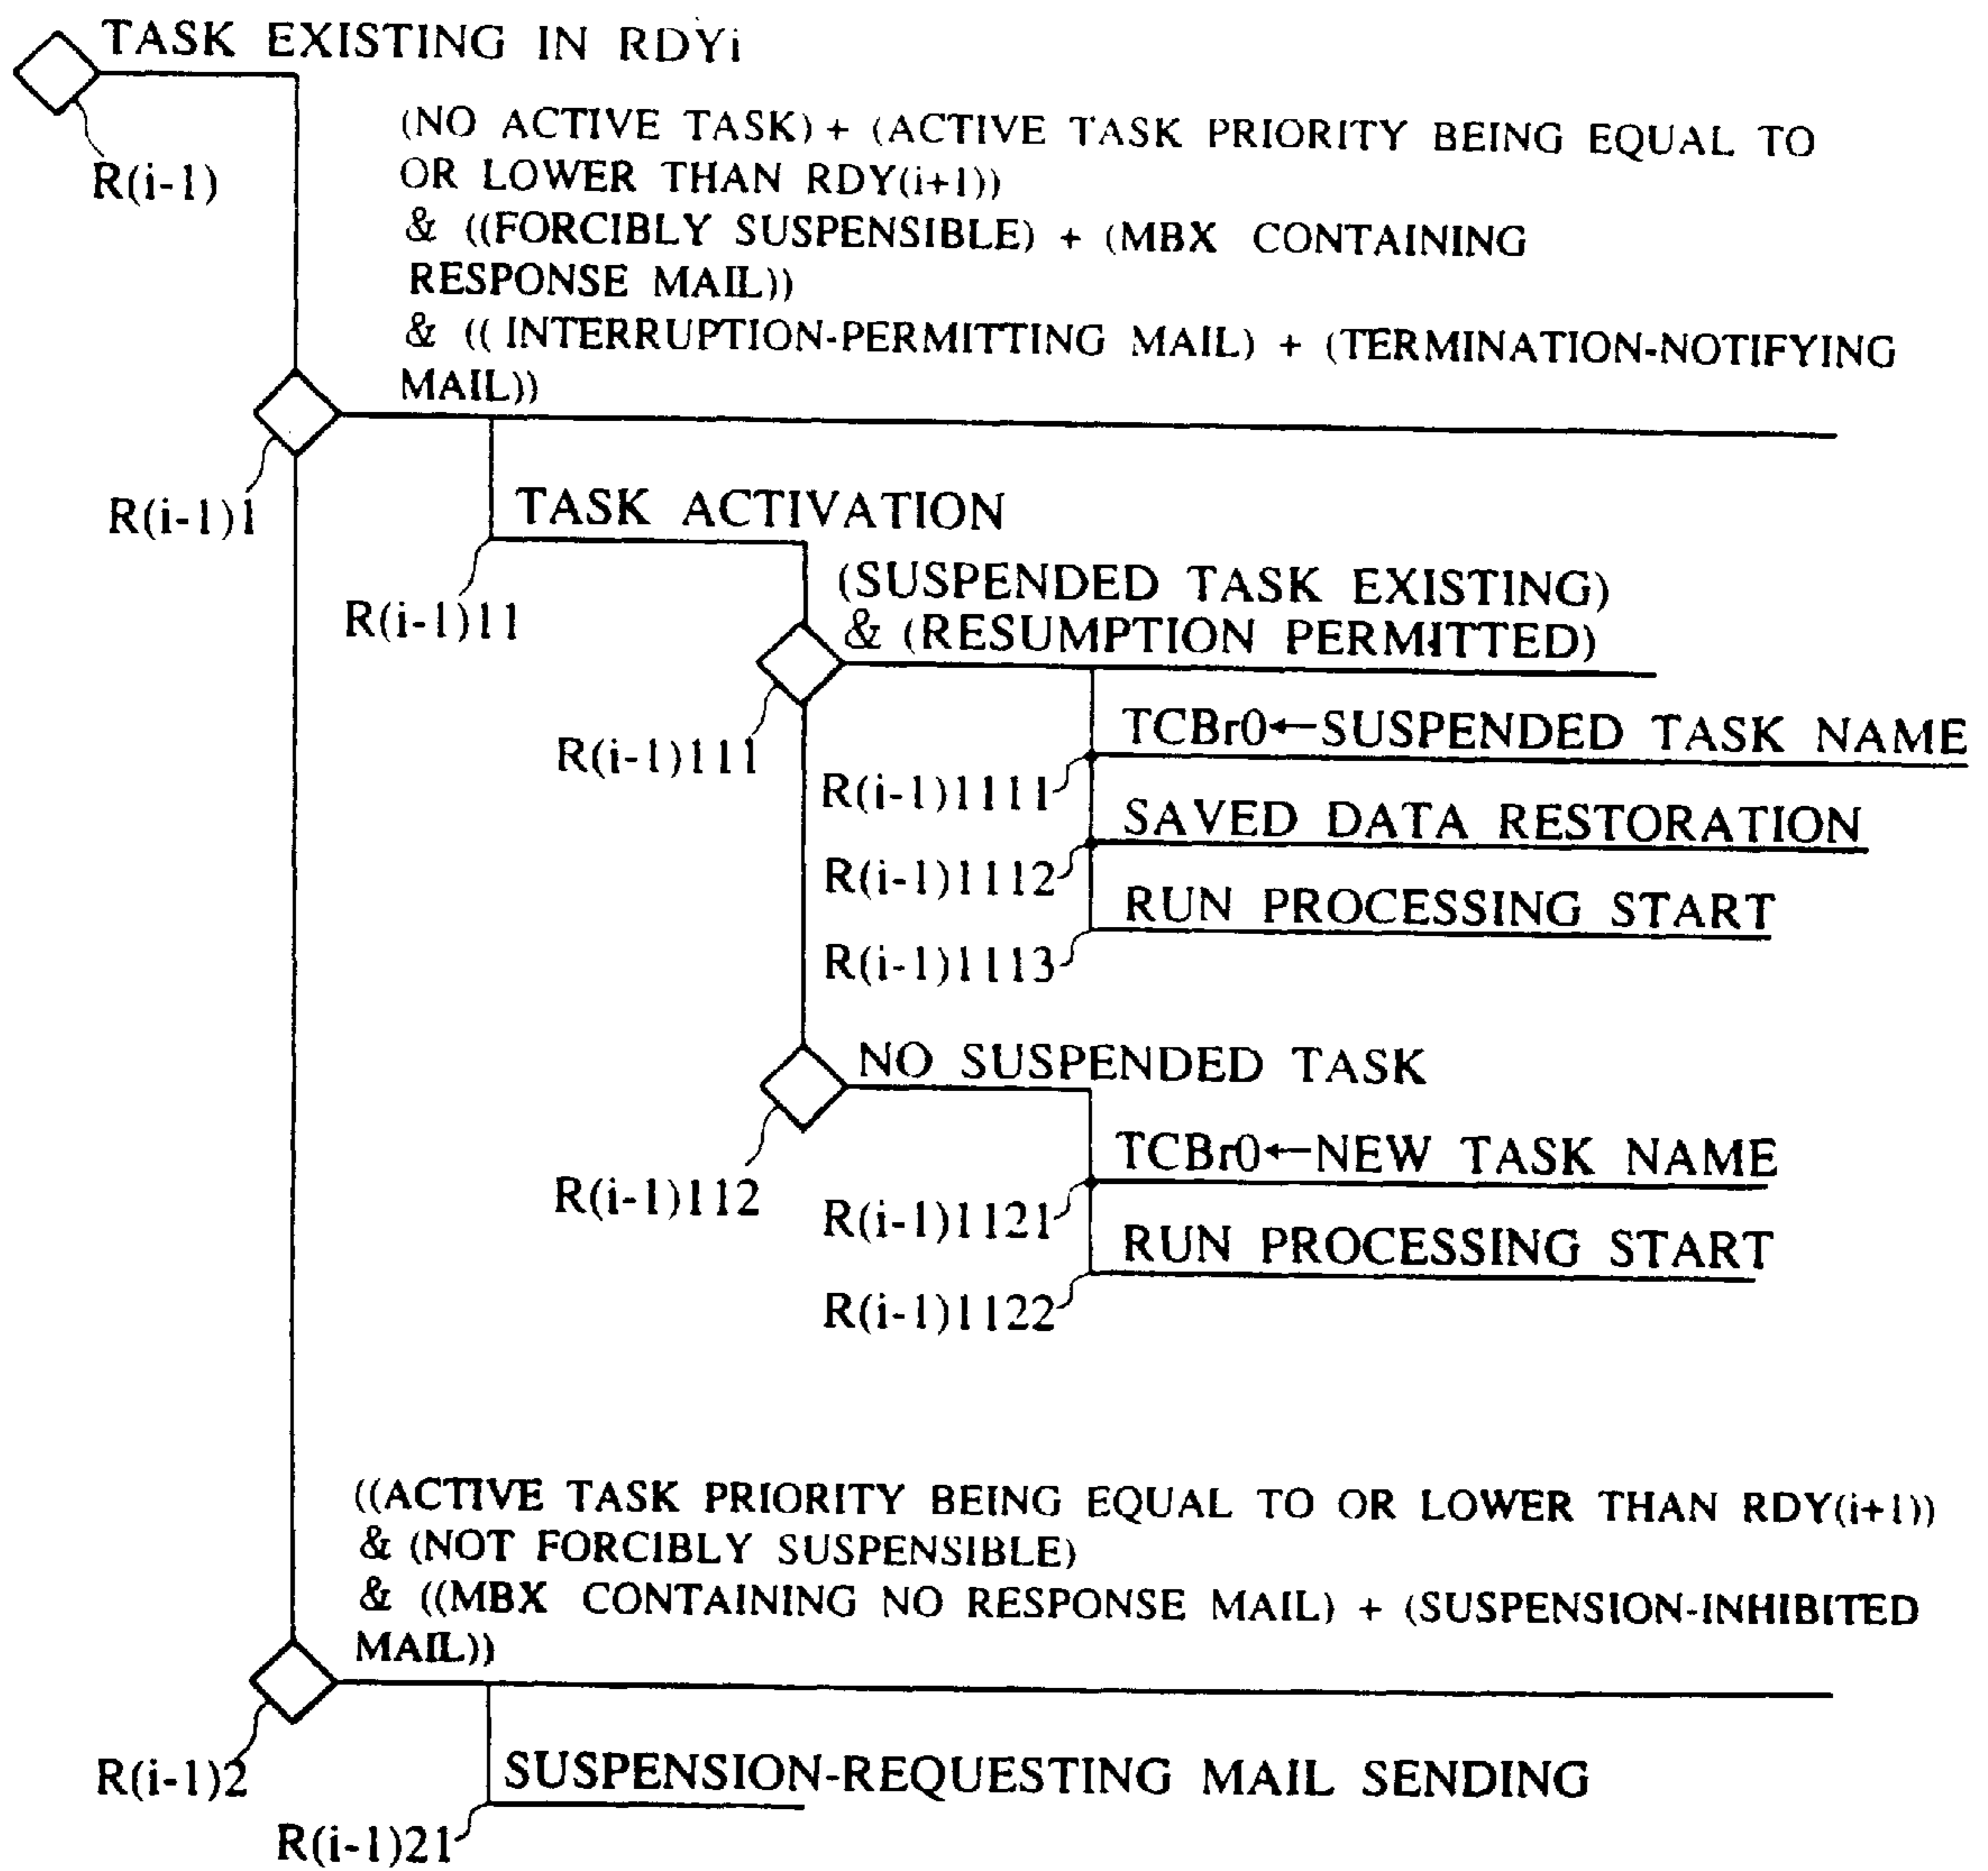 TASK EXISTING IN RDYi
R(i-1)
(NO ACTIVE TASK) + (ACTIVE TASK PRIORITY BEING EQUAL TO
OR LOWER THAN RDY(i+1))
& ((FORCIBLY SUSPENSIBLE) + (MBX CONTAINING
RESPONSE MAIL))
& (( INTERRUPTION-PERMITTING MAIL) + (TERMINATION-NOTIFYING
MAIL))
R(i-1)1
TASK ACTIVATION
R(i-1)11
(SUSPENDED TASK EXISTING)
& (RESUMPTION PERMITTED)
R(i-1)111
TCBr0←SUSPENDED TASK NAME
R(i-1)1111
SAVED DATA RESTORATION
R(i-1)1112
RUN PROCESSING START
R(i-1)1113
NO SUSPENDED TASK
R(i-1)112
TCBr0←NEW TASK NAME
R(i-1)1121
RUN PROCESSING START
R(i-1)1122
((ACTIVE TASK PRIORITY BEING EQUAL TO OR LOWER THAN RDY(i+1))
& (NOT FORCIBLY SUSPENSIBLE)
& ((MBX CONTAINING NO RESPONSE MAIL) + (SUSPENSION-INHIBITED
MAIL))
R(i-1)2
SUSPENSION-REQUESTING MAIL SENDING
R(i-1)21